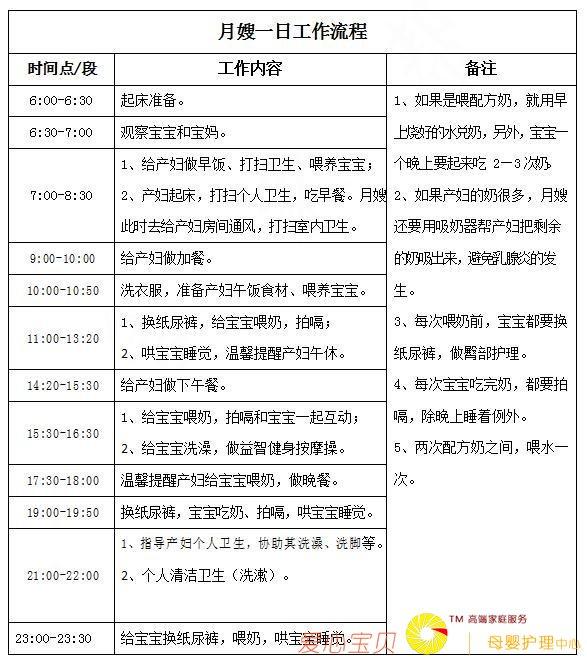 月嫂一日工作流程
时间点/段 工作内容 备注
6:00-6:30 起床准备。
6:30-7:00 观察宝宝和宝妈。
7:00-8:30
1、给产妇做早饭、打扫卫生、喂养宝宝；
2、产妇起床，打扫个人卫生，吃早餐。月嫂
此时去给产妇房间通风，打扫室内卫生。
9:00-10:00 给产妇做加餐。
10:00-10:50 洗衣服，准备产妇午饭食材、喂养宝宝。
11:00-13:20
1、换纸尿裤，给宝宝喂奶，拍嗝；
2、哄宝宝睡觉，温馨提醒产妇午休。
14:20-15:30 给产妇做下午餐。
15:30-16:30
1、给宝宝喂奶，拍嗝和宝宝一起互动；
2、给宝宝洗澡，做益智健身按摩操。
17:30-18:00 温馨提醒产妇给宝宝喂奶，做晚餐。
19:00-19:50 换纸尿裤，宝宝吃奶、拍嗝，哄宝宝睡觉。
21:00-22:00
1、指导产妇个人卫生，协助其洗澡、洗脚等。
2、个人清洁卫生（洗漱）。
23:00-23:30 给宝宝换纸尿裤，喂奶，哄宝宝睡觉。
1、如果是喂配方奶，就用早
上烧好的水兑奶，另外，宝宝一
个晚上要起来吃 2—3次奶。
2、如果产妇的奶很多，月嫂
还要用吸奶器帮产妇把剩余
的奶吸出来，避免乳腺炎的发
生。
3、每次喂奶前，宝宝都要换
纸尿裤，做臀部护理。
4、每次宝宝吃完奶，都要拍
嗝，除晚上睡着例外。
5、两次配方奶之间，喂水一
次。
爱心宝贝
TM 高端家庭服务
母婴护理中心